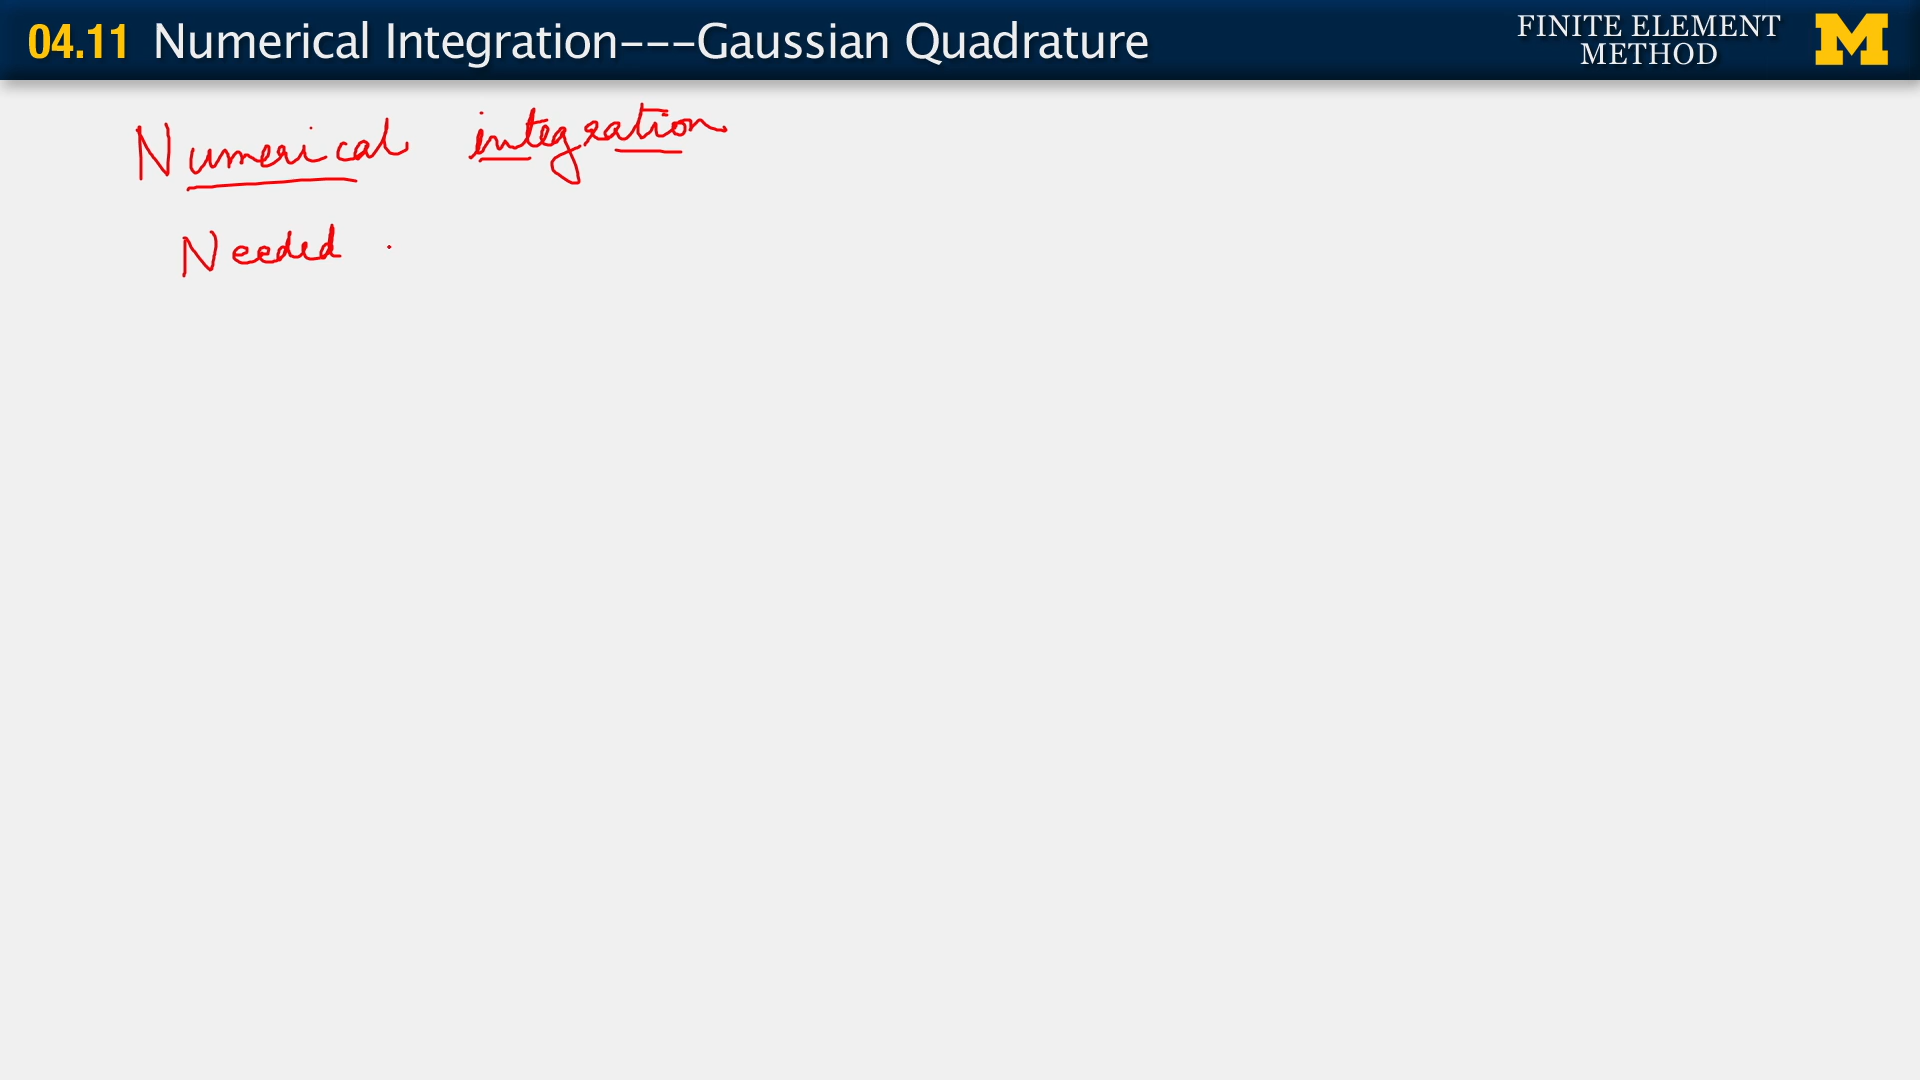 04.11 Numerical Integration---Gaussian Quadrature
FINITE ELEMENT
METHOD
M
Numerical integration
Needed